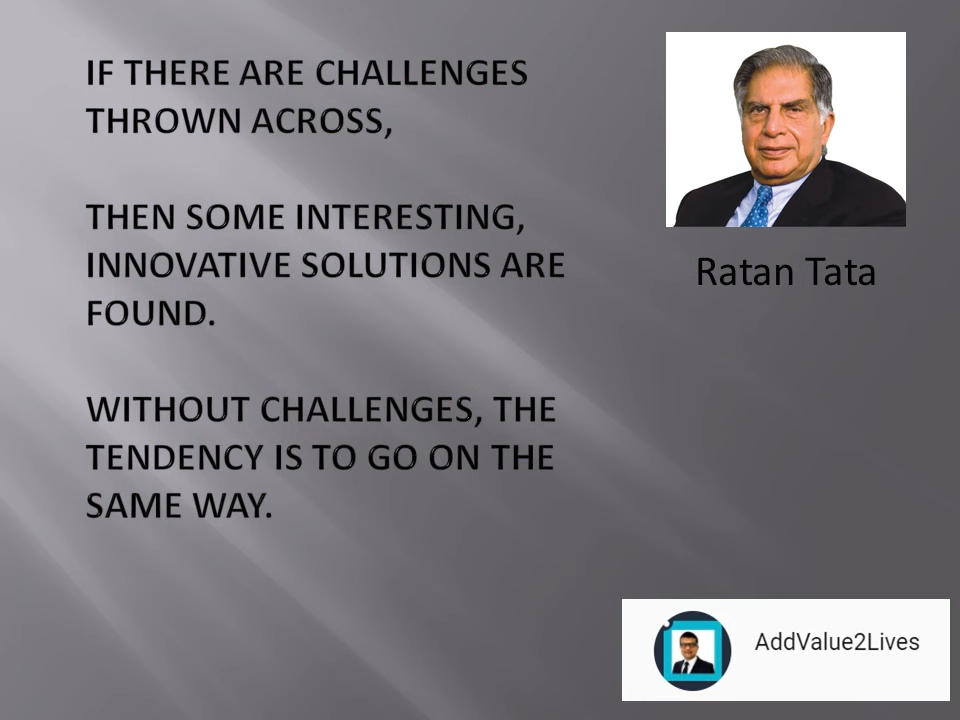 IF THERE ARE CHALLENGES
THROWN ACROSS,
THEN SOME INTERESTING,
INNOVATIVE SOLUTIONS ARE
FOUND.
WITHOUT CHALLENGES, THE
TENDENCY IS TO GO ON THE
SAME WAY.
Ratan Tata
AddValue2Lives